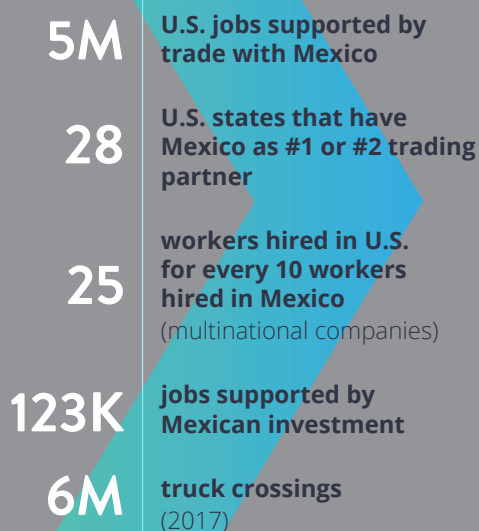 5M
U.S. jobs supported by
trade with Mexico
28
U.S. states that have
Mexico as #1 or #2 trading
partner
25
workers hired in U.S.
for every 10 workers
hired in Mexico
(multinational companies)
123K
jobs supported by
Mexican investment
6M
truck crossings
(2017)